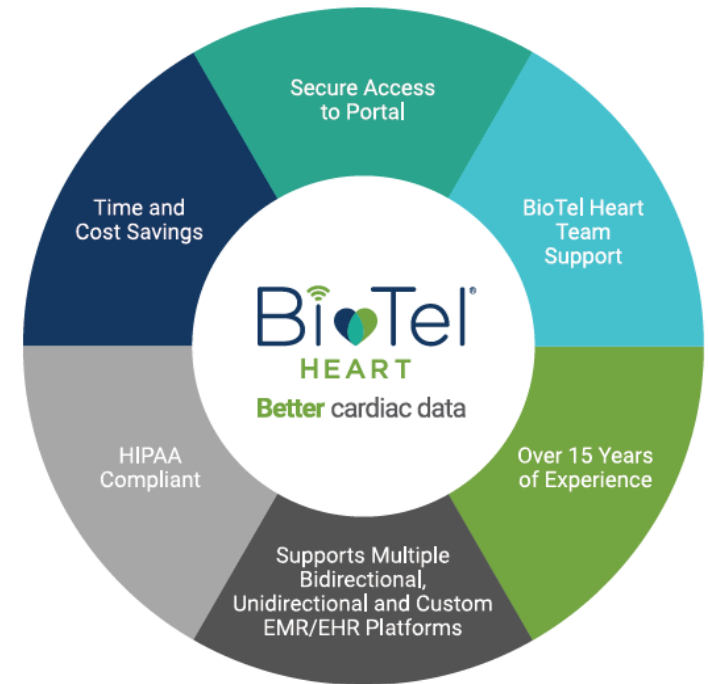 Secure Access
to Portal
BioTel Heart
Team
Support
Over 15 Years
of Experience
Supports Multiple
Bidirectional,
Unidirectional and Custom
EMR/EHR Platforms
HIPAA
Compliant
Time and
Cost Savings
BioTel®
HEART
Better cardiac data